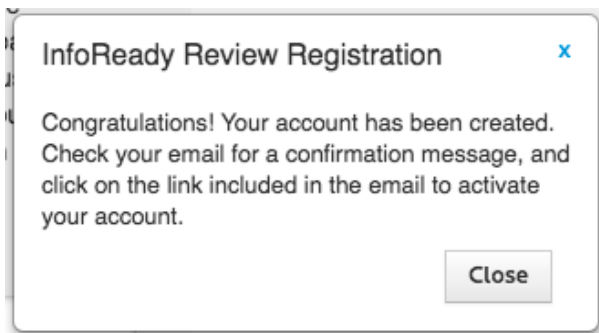 InfoReady Review Registration x
Congratulations! Your account has been created.
Check your email for a confirmation message, and
click on the link included in the email to activate
your account.
Close